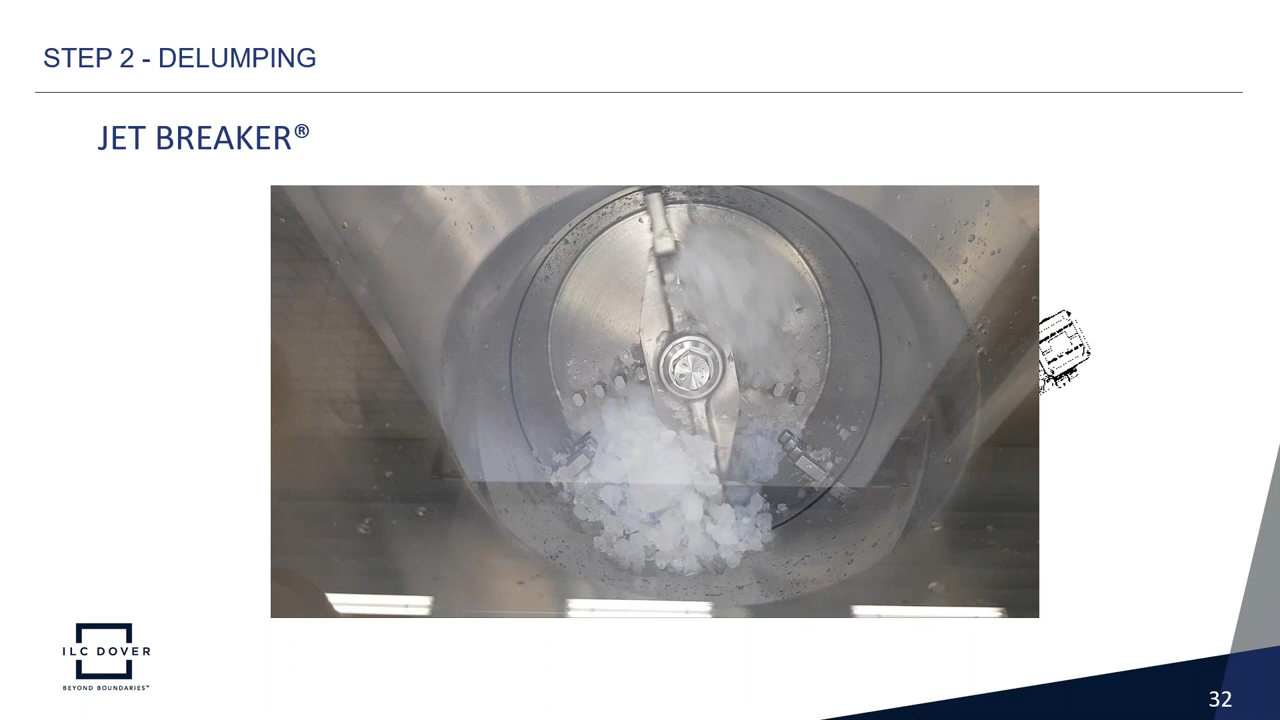 STEP 2 - DELUMPING
JET BREAKER®
ILC DOVER
BEYOND BOUNDARIES™
32